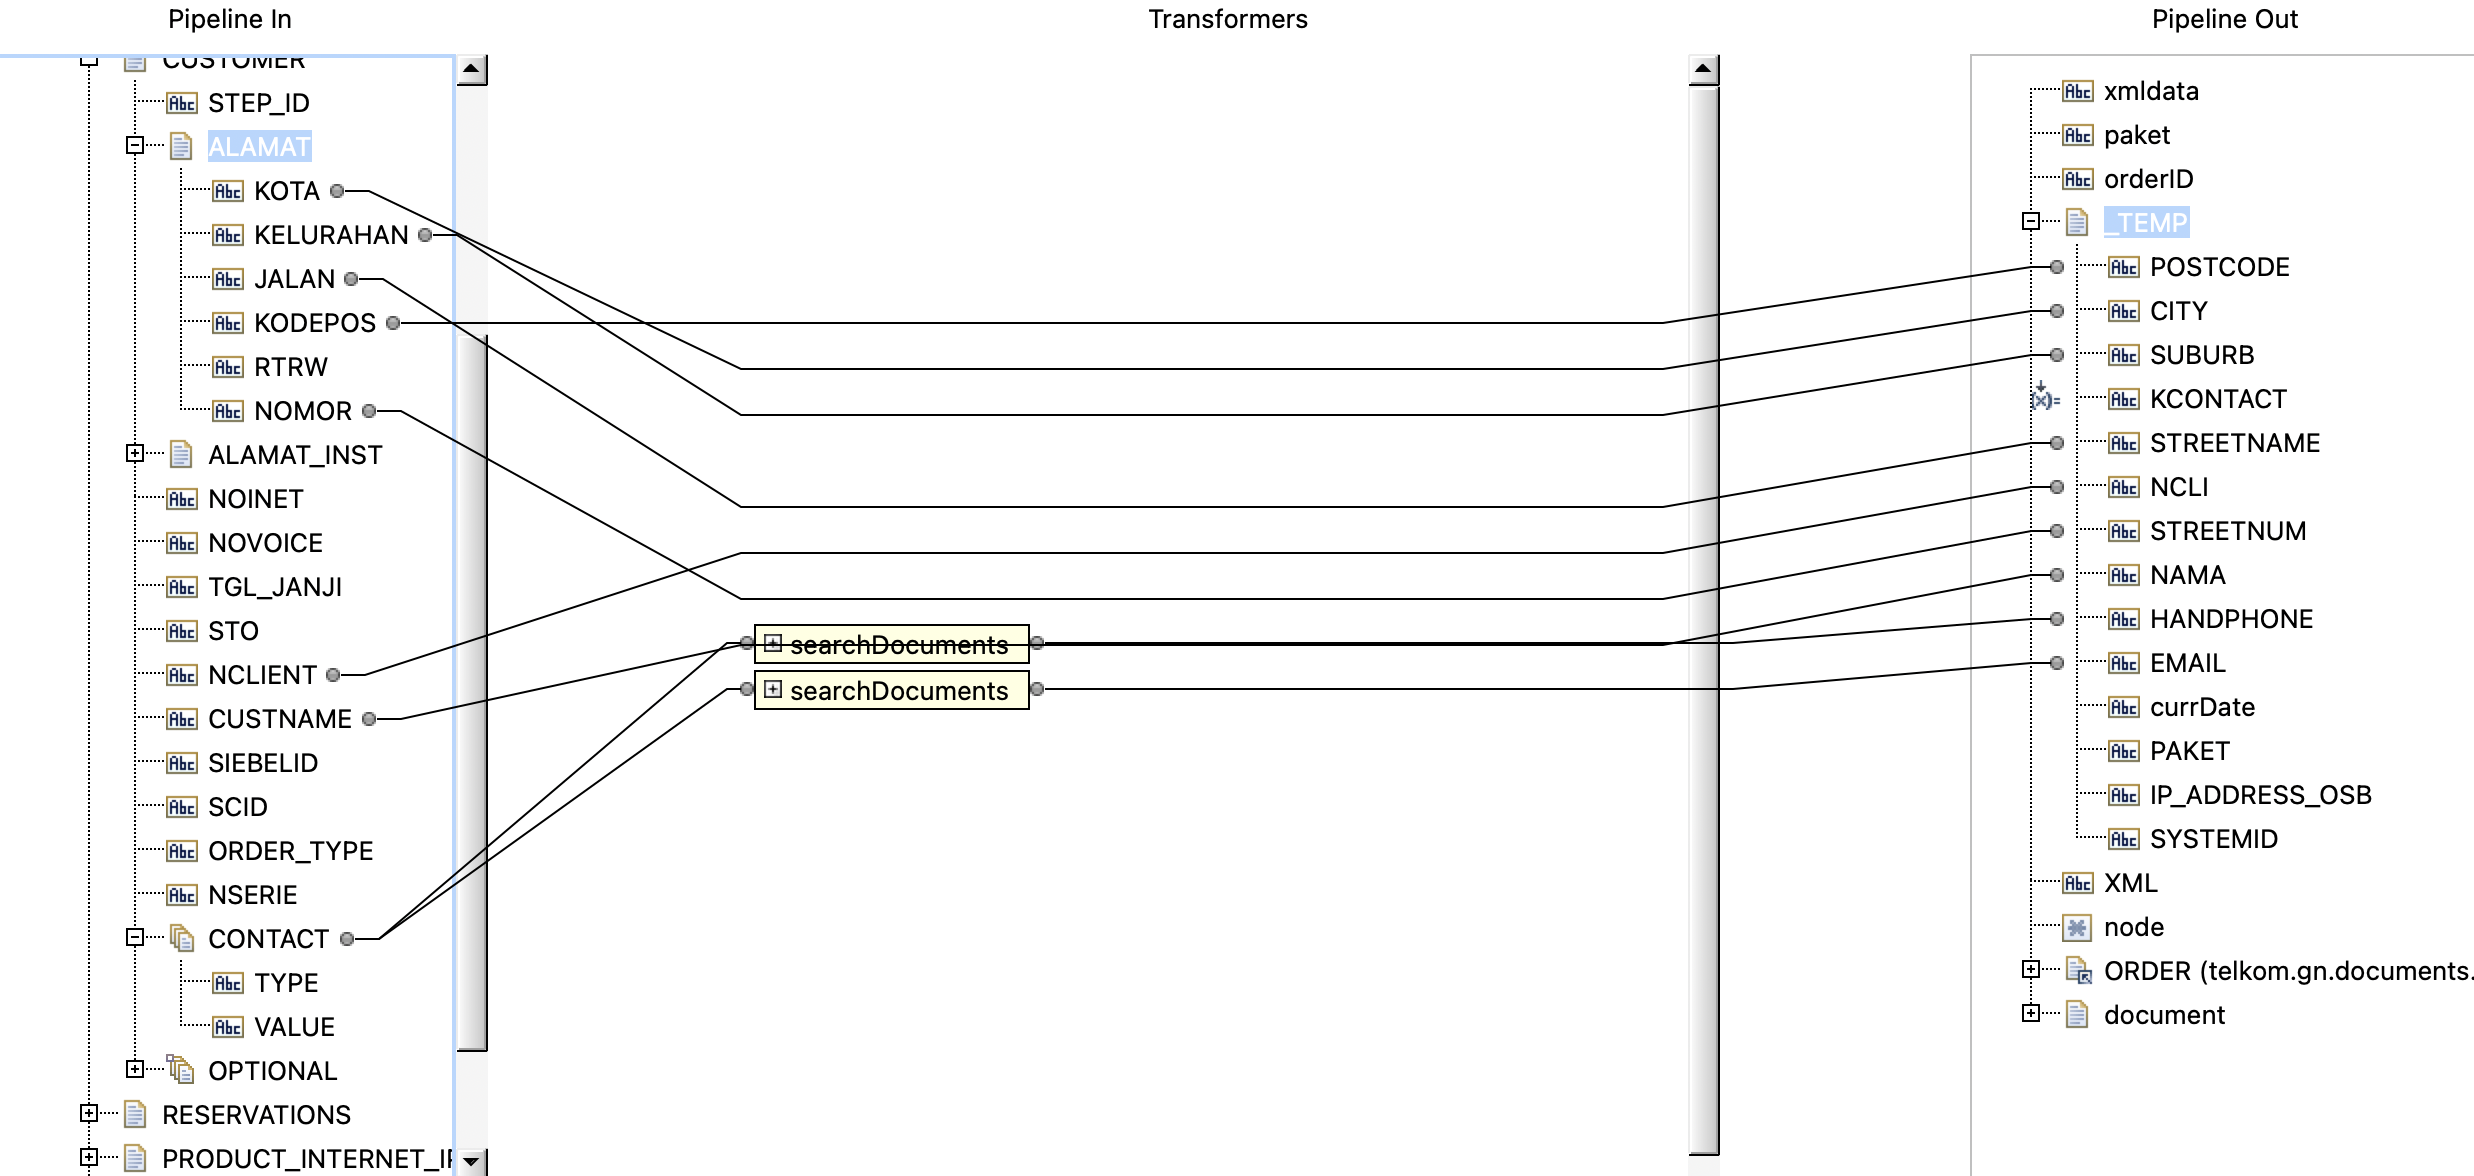 Pipeline In
Transformers
Pipeline Out
CUSTOMER
STEP_ID
ALAMAT
KOTA
KELURAHAN
JALAN
KODEPOS
RTRW
NOMOR
ALAMAT_INST
NOINET
NOVOICE
TGL_JANJI
STO
NCLIENT
CUSTNAME
SIEBELID
SCID
ORDER_TYPE
NSERIE
CONTACT
TYPE
VALUE
OPTIONAL
RESERVATIONS
PRODUCT_INTERNET_IP
searchDocuments
searchDocuments
xmldata
paket
orderID
_TEMP
POSTCODE
CITY
SUBURB
KCONTACT
STREETNAME
NCLI
STREETNUM
NAMA
HANDPHONE
EMAIL
currDate
PAKET
IP_ADDRESS_OSB
SYSTEMID
XML
node
ORDER (telkom.gn.documents.
document